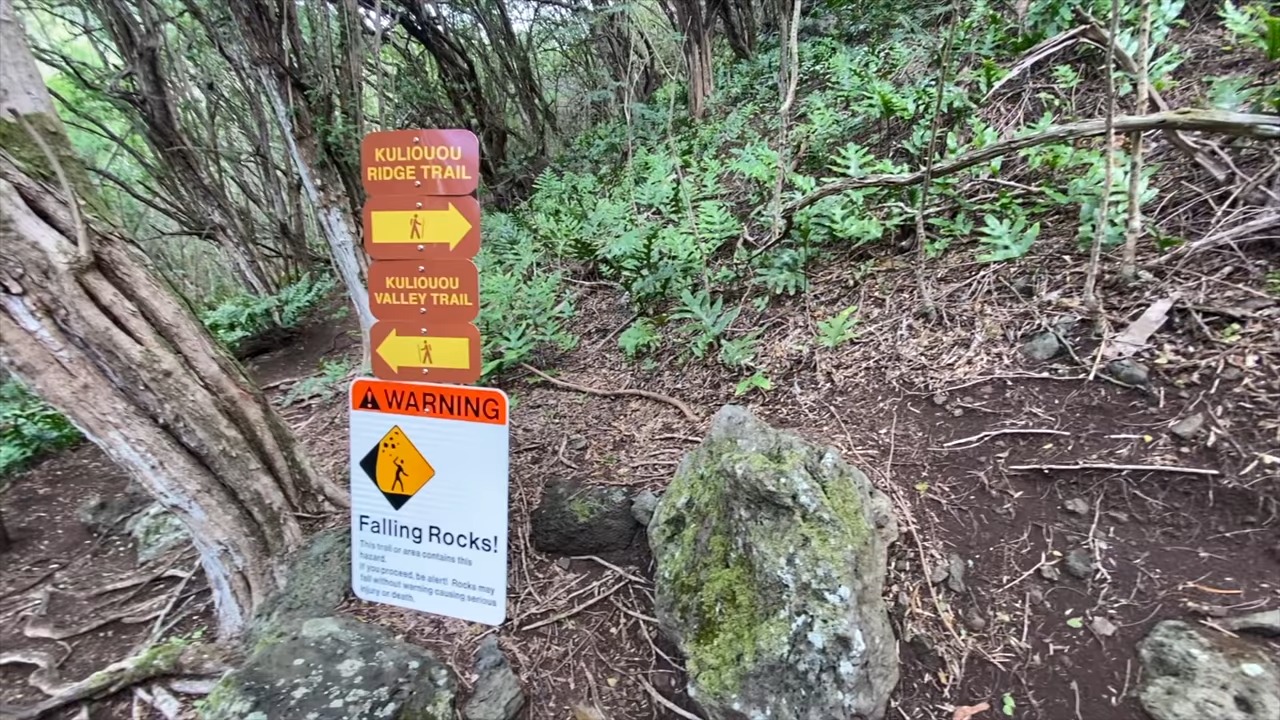 KULIOUOU
RIDGE TRAIL
KULIOUOU
VALLEY TRAIL
WARNING
Falling Rocks!
This trail or area contains this
hazard.
If you proceed, be alert! Rocks may
fall without warning causing serious
injury or death.